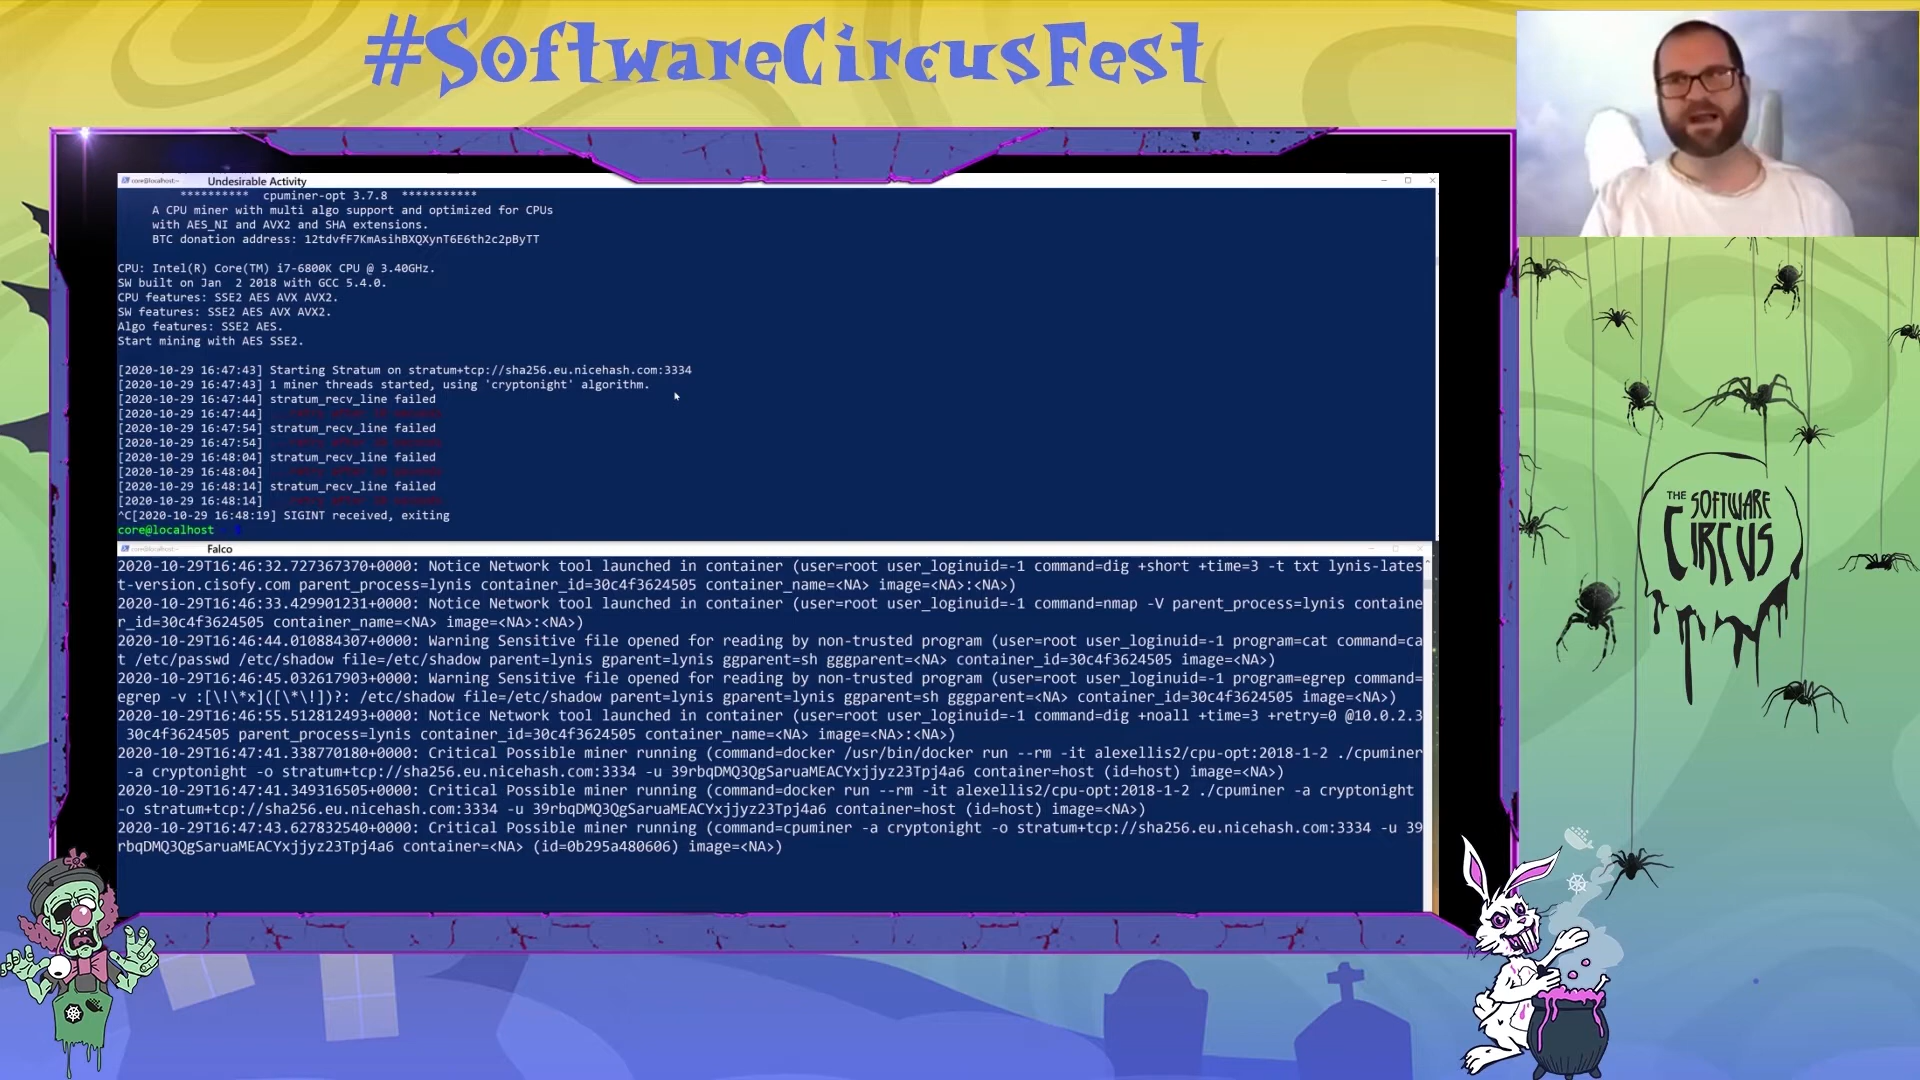 #SoftwareCircusFest
core@localhost:~ Undesirable Activity
********** cpuminer-opt 3.7.8 ***********
A CPU miner with multi algo support and optimized for CPUs
with AES_NI and AVX2 and SHA extensions.
BTC donation address: 12tdvfF7KmAsihBXQXynT6E6th2c2pByTT
CPU: Intel(R) Core(TM) i7-6800K CPU @ 3.40GHz.
SW built on Jan 2 2018 with GCC 5.4.0.
CPU features: SSE2 AES AVX AVX2.
SW features: SSE2 AES AVX AVX2.
Algo features: SSE2 AES.
Start mining with AES SSE2.
[2020-10-29 16:47:43] Starting Stratum on stratum+tcp://sha256.eu.nicehash.com:3334
[2020-10-29 16:47:43] 1 miner threads started, using 'cryptonight' algorithm.
[2020-10-29 16:47:44] stratum_recv_line failed
[2020-10-29 16:47:44]
[2020-10-29 16:47:54] stratum_recv_line failed
[2020-10-29 16:47:54]
[2020-10-29 16:48:04] stratum_recv_line failed
[2020-10-29 16:48:04]
[2020-10-29 16:48:14] stratum_recv_line failed
[2020-10-29 16:48:14]
^C[2020-10-29 16:48:19] SIGINT received, exiting
core@localhost
Falco
2020-10-29T16:46:32.727367370+0000: Notice Network tool launched in container (user=root user_loginuid=-1 command=dig +short +time=3 -t txt lynis-lates
t-version.cisofy.com parent_process=lynis container_id=30c4f3624505 container_name=<NA> image=<NA>:<NA>)
2020-10-29T16:46:33.429901231+0000: Notice Network tool launched in container (user=root user_loginuid=-1 command=nmap -V parent_process=lynis containe
r_id=30c4f3624505 container_name=<NA> image=<NA>:<NA>)
2020-10-29T16:46:44.010884307+0000: Warning Sensitive file opened for reading by non-trusted program (user=root user_loginuid=-1 program=cat command=ca
t /etc/passwd /etc/shadow file=/etc/shadow parent=lynis gparent=lynis ggparent=sh gggparent=<NA> container_id=30c4f3624505 image=<NA>)
2020-10-29T16:46:45.032617903+0000: Warning Sensitive file opened for reading by non-trusted program (user=root user_loginuid=-1 program=egrep command=
egrep -v :[\!\*x]([\*\!])?: /etc/shadow file=/etc/shadow parent=lynis gparent=lynis ggparent=sh gggparent=<NA> container_id=30c4f3624505 image=<NA>)
2020-10-29T16:46:55.512812493+0000: Notice Network tool launched in container (user=root user_loginuid=-1 command=dig +noall +time=3 +retry=0 @10.0.2.3
30c4f3624505 parent_process=lynis container_id=30c4f3624505 container_name=<NA> image=<NA>:<NA>)
2020-10-29T16:47:41.338770180+0000: Critical Possible miner running (command=docker /usr/bin/docker run --rm -it alexellis2/cpu-opt:2018-1-2 ./cpuminer
-a cryptonight -o stratum+tcp://sha256.eu.nicehash.com:3334 -u 39rbqDMQ3QgSaruaMEACYxjjyz23Tpj4a6 container=host (id=host) image=<NA>)
2020-10-29T16:47:41.349316505+0000: Critical Possible miner running (command=docker run --rm -it alexellis2/cpu-opt:2018-1-2 ./cpuminer -a cryptonight
-o stratum+tcp://sha256.eu.nicehash.com:3334 -u 39rbqDMQ3QgSaruaMEACYxjjyz23Tpj4a6 container=host (id=host) image=<NA>)
2020-10-29T16:47:43.627832540+0000: Critical Possible miner running (command=cpuminer -a cryptonight -o stratum+tcp://sha256.eu.nicehash.com:3334 -u 39
rbqDMQ3QgSaruaMEACYxjjyz23Tpj4a6 container=<NA> (id=0b295a480606) image=<NA>)
THE SOFTWARE
CIRCUS